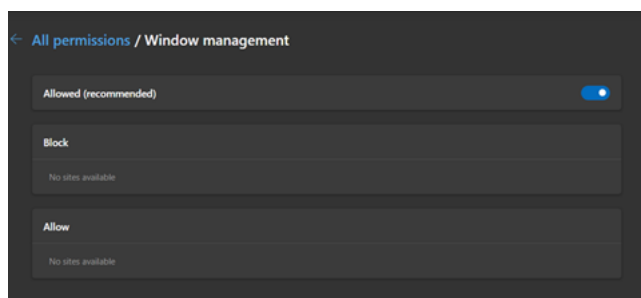 All permissions / Window management
Allowed (recommended)
Block
No sites available
Allow
No sites available